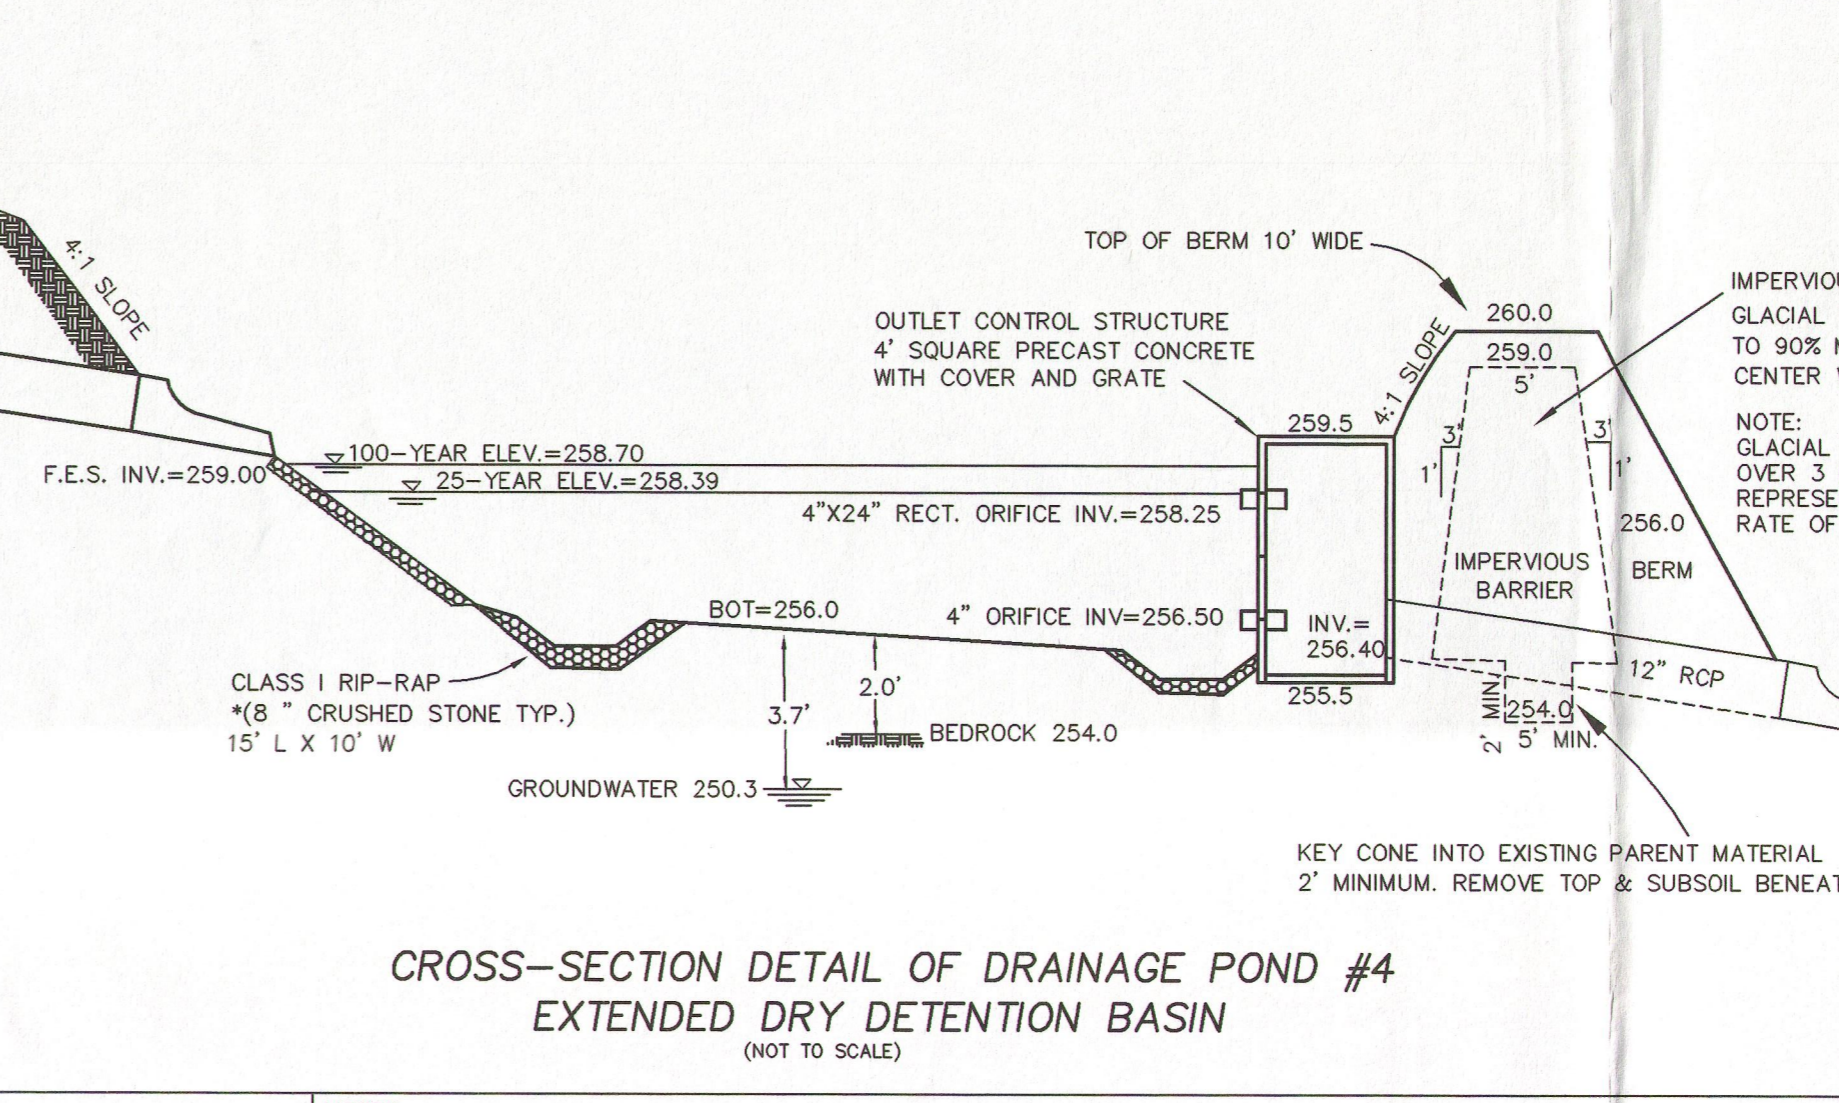 4:1 SLOPE
TOP OF BERM 10' WIDE
IMPERVIOU
GLACIAL
TO 90%
CENTER
260.0
259.0
5'
4:1 SLOPE
OUTLET CONTROL STRUCTURE
4' SQUARE PRECAST CONCRETE
WITH COVER AND GRATE
259.5
3'
1'
3'
1'
NOTE:
GLACIAL
OVER 3
REPRESE
RATE OF
100-YEAR ELEV.=258.70
F.E.S. INV.=259.00
25-YEAR ELEV.=258.39
4"X24" RECT. ORIFICE INV.=258.25
256.0
IMPERVIOUS
BARRIER
BERM
BOT=256.0
4" ORIFICE INV=256.50
INV.=
256.40
255.5
12" RCP
CLASS I RIP-RAP
*(8 " CRUSHED STONE TYP.)
15' L X 10' W
3.7'
2.0'
BEDROCK 254.0
GROUNDWATER 250.3
2' MIN.
254.0
5' MIN.
KEY CONE INTO EXISTING PARENT MATERIAL
2' MINIMUM. REMOVE TOP & SUBSOIL BENEAT
CROSS-SECTION DETAIL OF DRAINAGE POND #4
EXTENDED DRY DETENTION BASIN
(NOT TO SCALE)